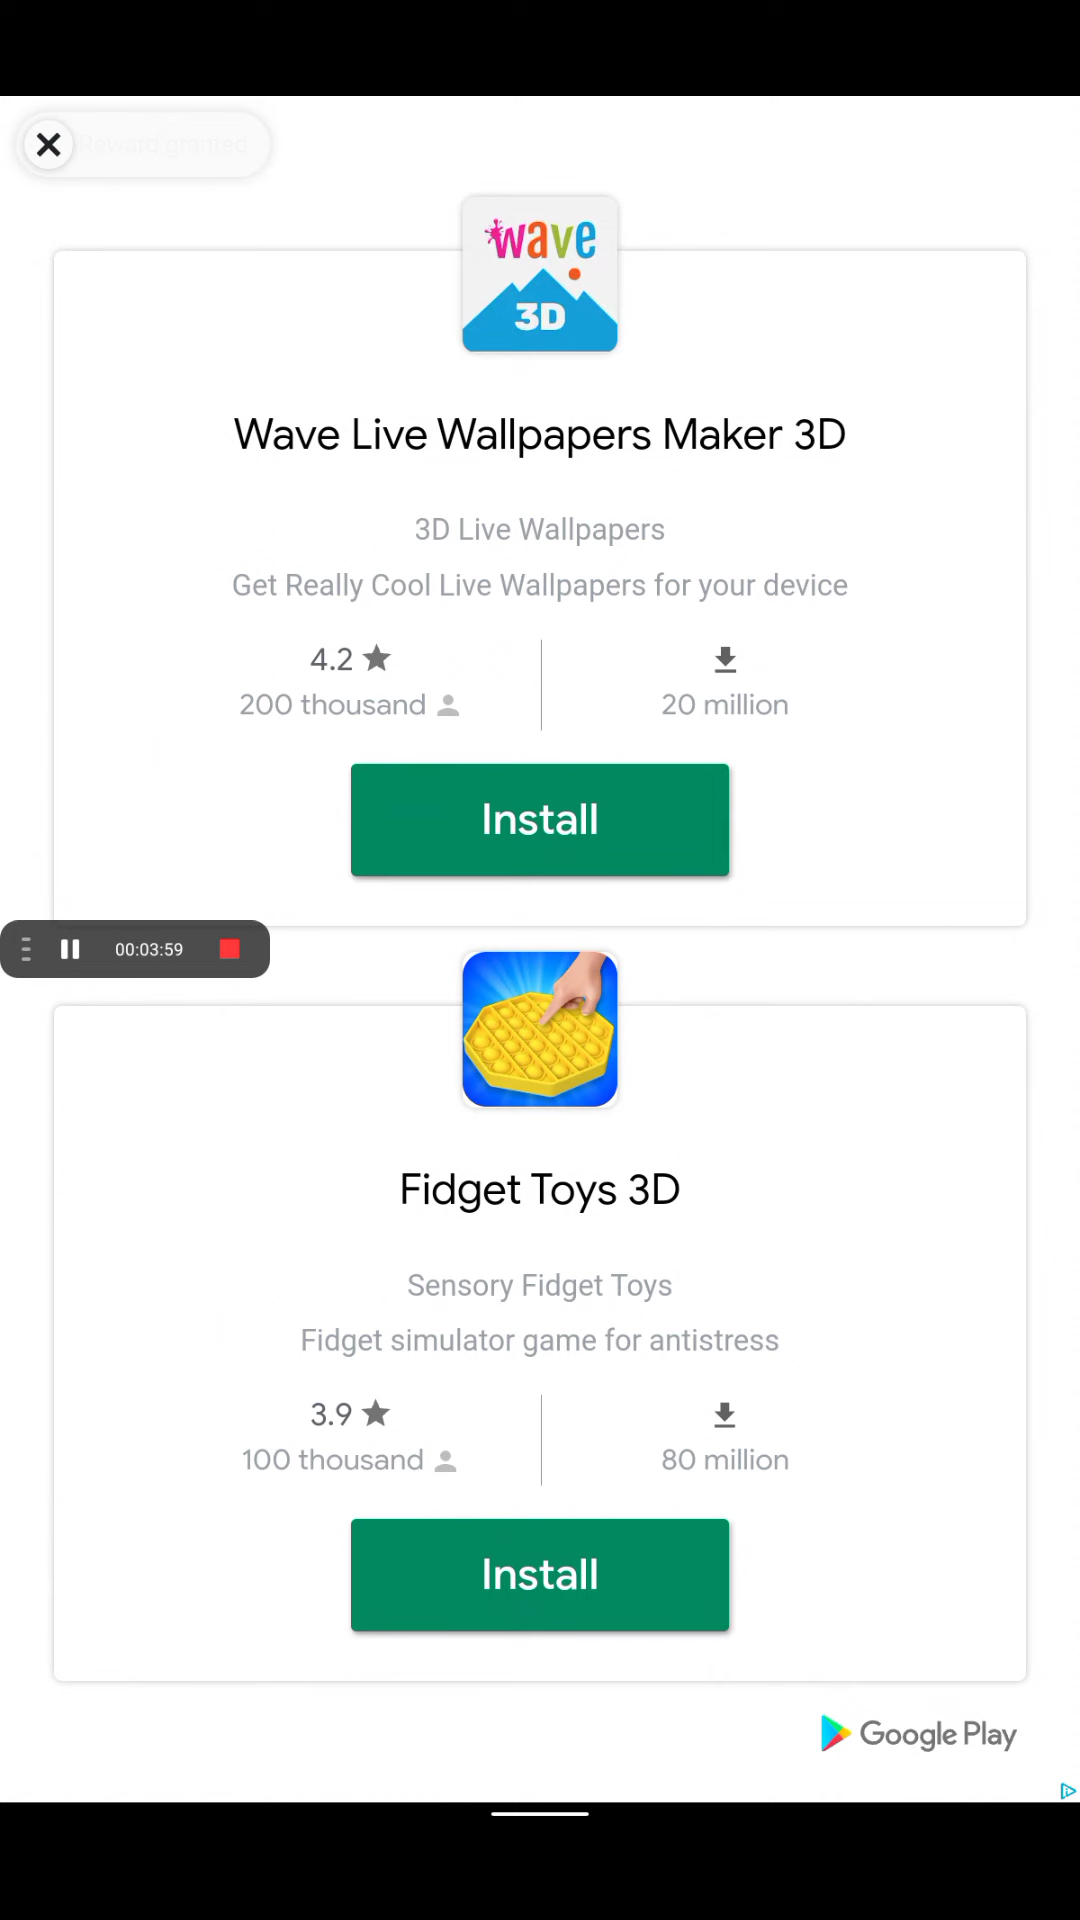 Reward granted
wave
3D
Wave Live Wallpapers Maker 3D
3D Live Wallpapers
Get Really Cool Live Wallpapers for your device
4.2
200 thousand
20 million
Install
00:03:59
Fidget Toys 3D
Sensory Fidget Toys
Fidget simulator game for antistress
3.9
100 thousand
80 million
Install
Google Play